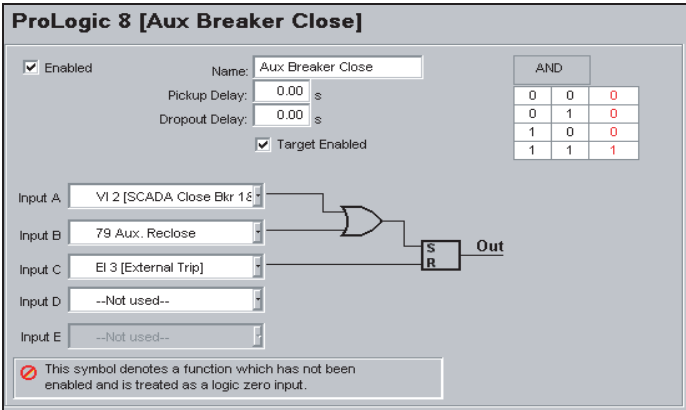 ProLogic 8 [Aux Breaker Close]
Enabled
Name: Aux Breaker Close
Pickup Delay: 0.00 s
Dropout Delay: 0.00 s
Target Enabled
AND
0 0 0
0 1 0
1 0 0
1 1 1
Input A VI 2 [SCADA Close Bkr 1&
Input B 79 Aux. Reclose
Input C EI 3 [External Trip]
Input D --Not used--
Input E --Not used--
S
R
Out
This symbol denotes a function which has not been
enabled and is treated as a logic zero input.